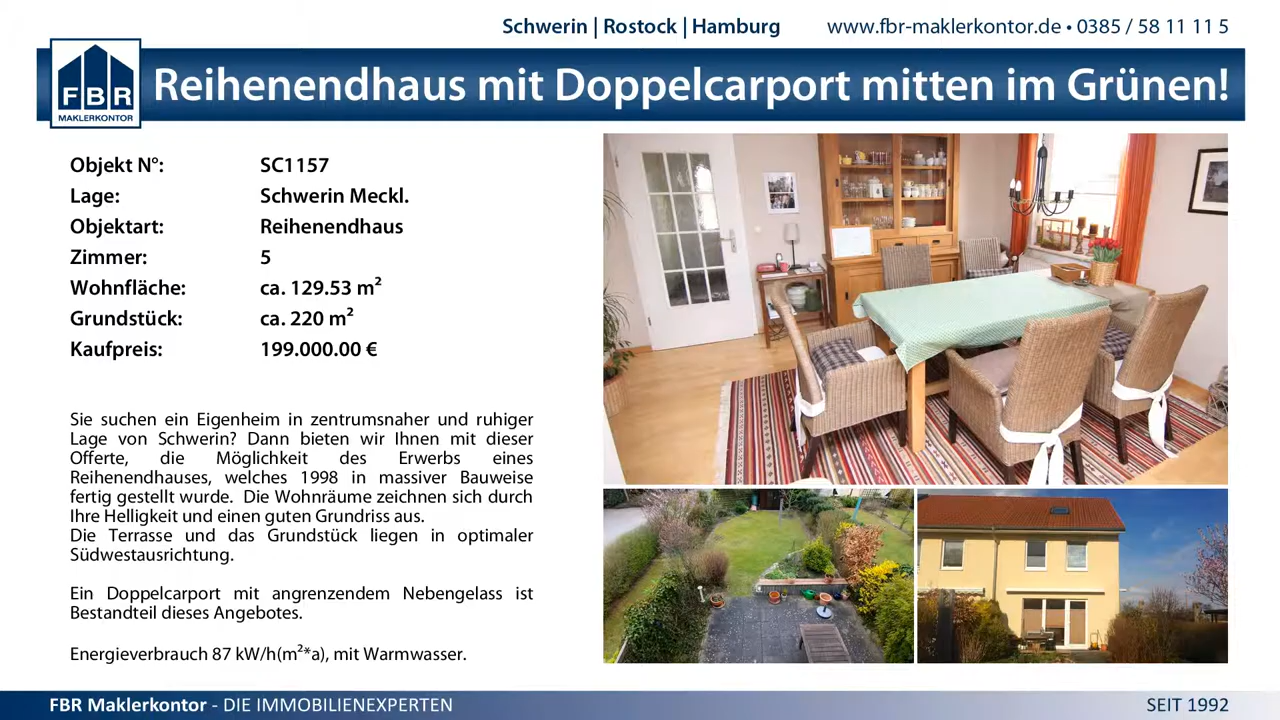 Schwerin | Rostock | Hamburg www.fbr-maklerkontor.de • 0385 / 58 11 11 5
FBR
MAKLERKONTOR
Reihenendhaus mit Doppelcarport mitten im Grünen!
Objekt N°: SC1157
Lage: Schwerin Meckl.
Objektart: Reihenendhaus
Zimmer: 5
Wohnfläche: ca. 129.53 m²
Grundstück: ca. 220 m²
Kaufpreis: 199.000.00 €
Sie suchen ein Eigenheim in zentrumsnaher und ruhiger
Lage von Schwerin? Dann bieten wir Ihnen mit dieser
Offerte, die Möglichkeit des Erwerbs eines
Reihenendhauses, welches 1998 in massiver Bauweise
fertig gestellt wurde. Die Wohnräume zeichnen sich durch
Ihre Helligkeit und einen guten Grundriss aus.
Die Terrasse und das Grundstück liegen in optimaler
Südwestausrichtung.
Ein Doppelcarport mit angrenzendem Nebengelass ist
Bestandteil dieses Angebotes.
Energieverbrauch 87 kW/h(m²*a), mit Warmwasser.
FBR Maklerkontor - DIE IMMOBILIENEXPERTEN SEIT 1992